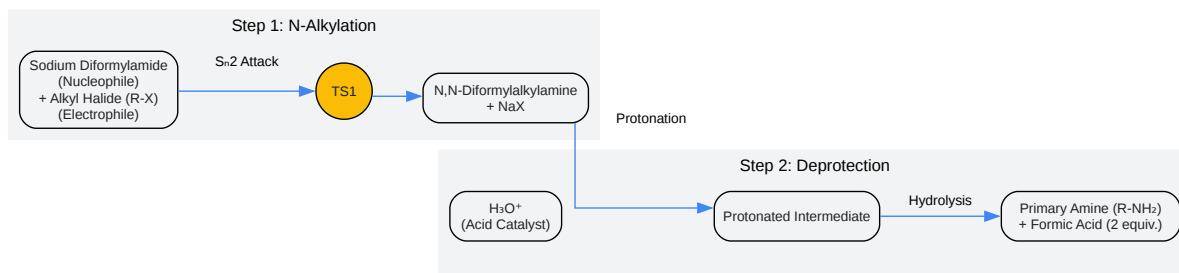 Step 1: N-Alkylation
Sodium Diformylamide
(Nucleophile)
+ Alkyl Halide (R-X)
(Electrophile)
Sₙ2 Attack
TS1
N,N-Diformylalkylamine
+ NaX
Protonation
Step 2: Deprotection
H₃O⁺
(Acid Catalyst)
Protonated Intermediate
Hydrolysis
Primary Amine (R-NH₂)
+ Formic Acid (2 equiv.)